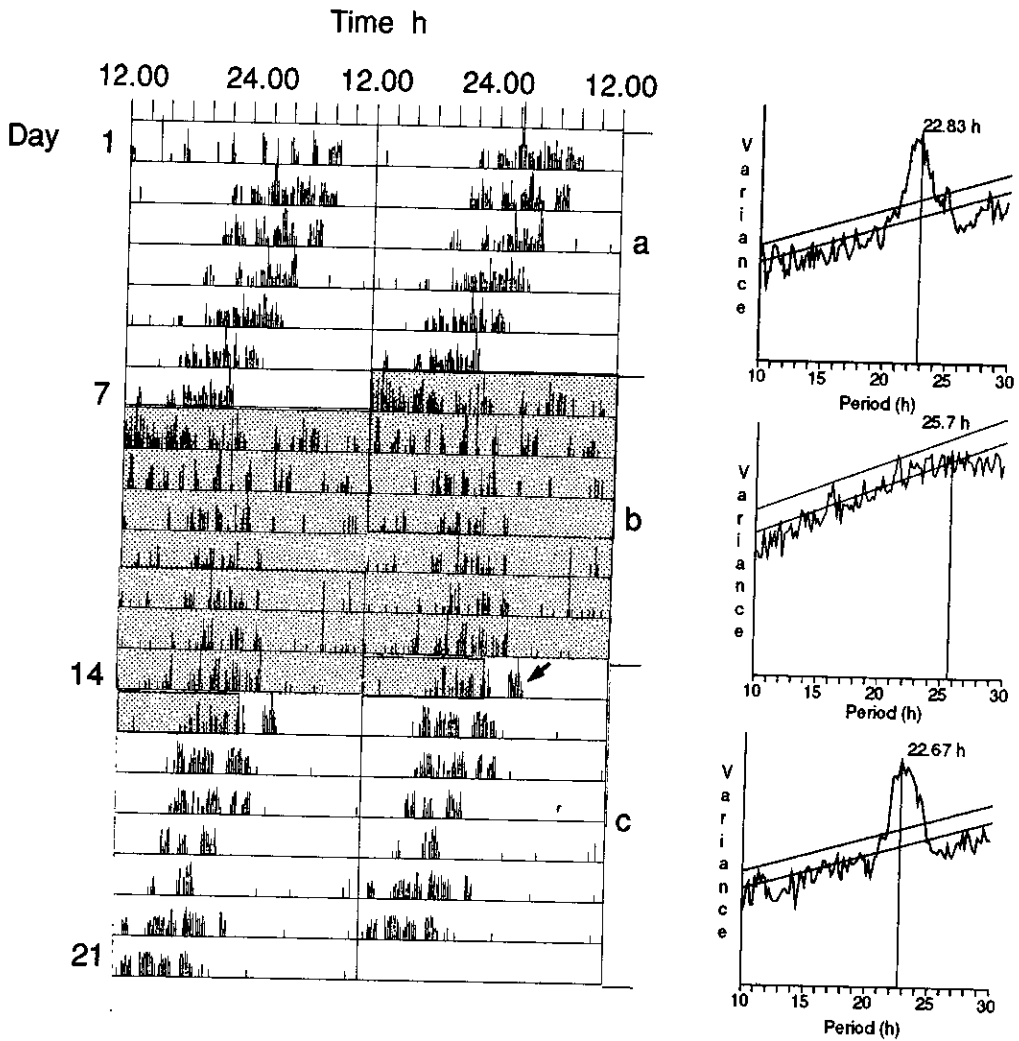 Time h
12.00 24.00 12.00 24.00 12.00
Day 1
7
14
21
a
b
c
22.83 h
Variance
10 15 20 25 30
Period (h)
25.7 h
Variance
10 15 20 25 30
Period (h)
22.67 h
Variance
10 15 20 25 30
Period (h)